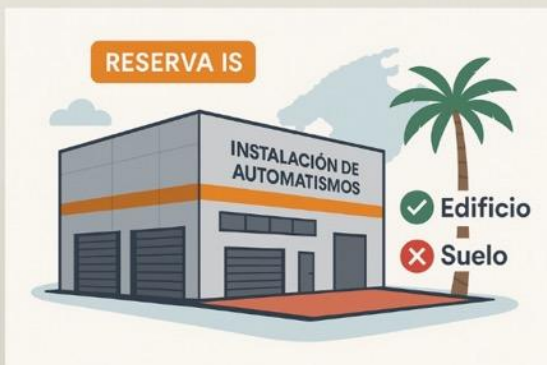 RESERVA IS
INSTALACIÓN DE
AUTOMATISMOS
Edificio
Suelo